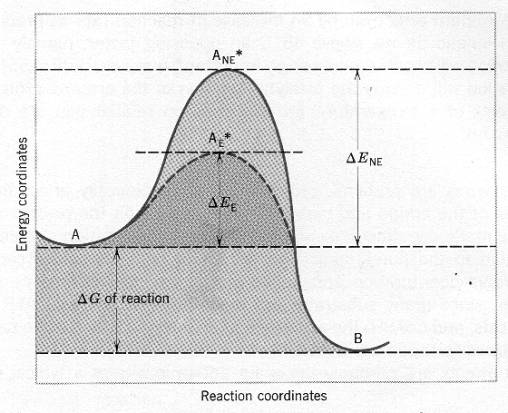 A_NE*
A_E*
ΔE_NE
ΔE_E
A
ΔG of reaction
B
Energy coordinates
Reaction coordinates